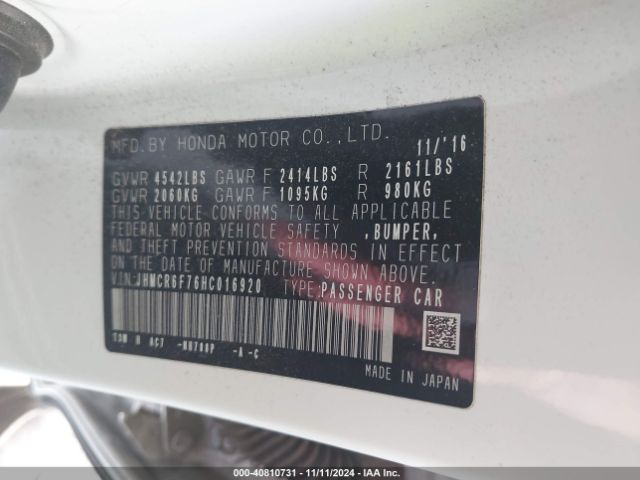 MFD.BY HONDA MOTOR CO.,LTD. 11/'16
GVWR 4542LBS GAWR F 2414LBS R 2161LBS
GVWR 2060KG GAWR F 1095KG R 980KG
THIS VEHICLE CONFORMS TO ALL APPLICABLE
FEDERAL MOTOR VEHICLE SAFETY ,BUMPER,
AND THEFT PREVENTION STANDARDS IN EFFECT
ON THE DATE OF MANUFACTURE SHOWN ABOVE.
VIN:JHMCR6F76HC016920 TYPE:PASSENGER CAR
-A -C
MADE IN JAPAN
000-40810731 - 11/11/2024 - IAA Inc.